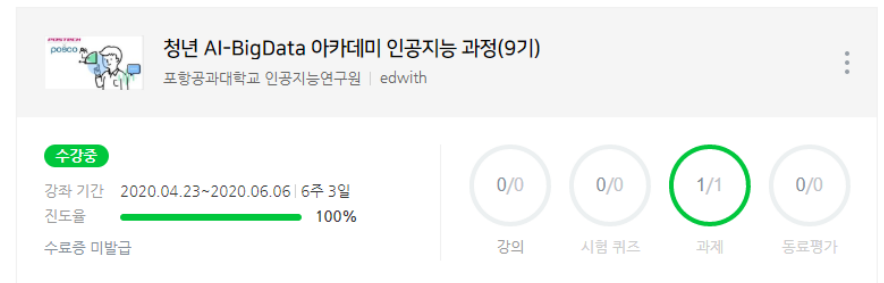 POSTECH
posco
청년 AI-BigData 아카데미 인공지능 과정(9기)
포항공과대학교 인공지능연구원 | edwith
수강중
강좌 기간 2020.04.23~2020.06.06 | 6주 3일
진도율 100%
수료증 미발급
0/0 0/0 1/1 0/0
강의 시험 퀴즈 과제 동료평가